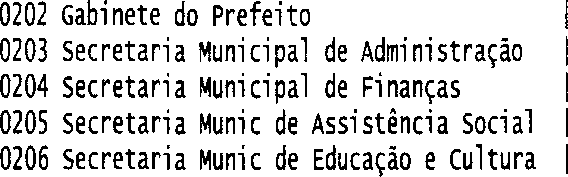 0202 Gabinete do Prefeito
0203 Secretaria Municipal de Administração
0204 Secretaria Municipal de Finanças
0205 Secretaria Munic de Assistência Social
0206 Secretaria Munic de Educação e Cultura